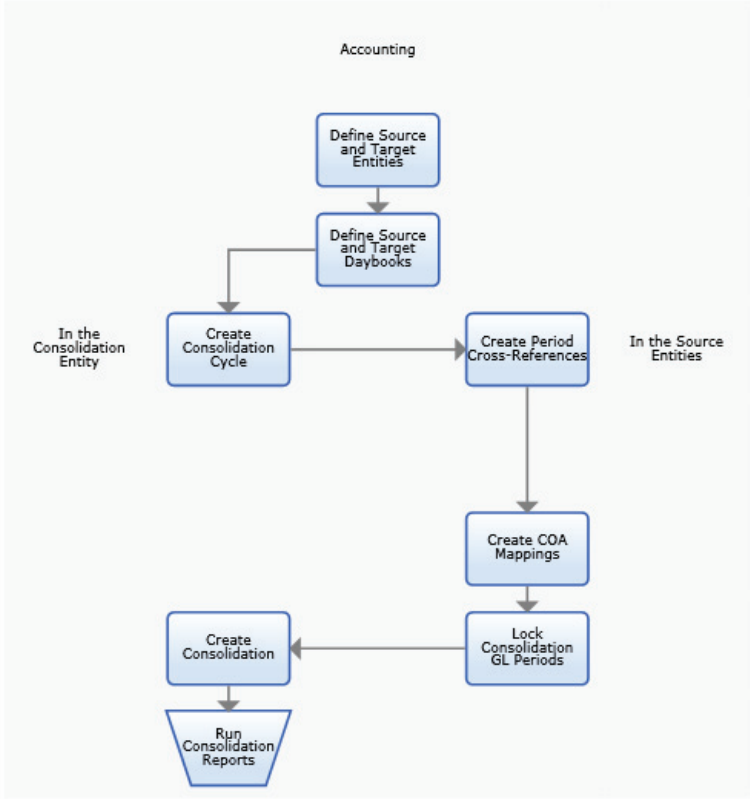 Accounting
Define Source
and Target
Entities
Define Source
and Target
Daybooks
In the
Consolidation
Entity
Create
Consolidation
Cycle
Create Period
Cross-References
In the Source
Entities
Create COA
Mappings
Create
Consolidation
Lock
Consolidation
GL Periods
Run
Consolidation
Reports